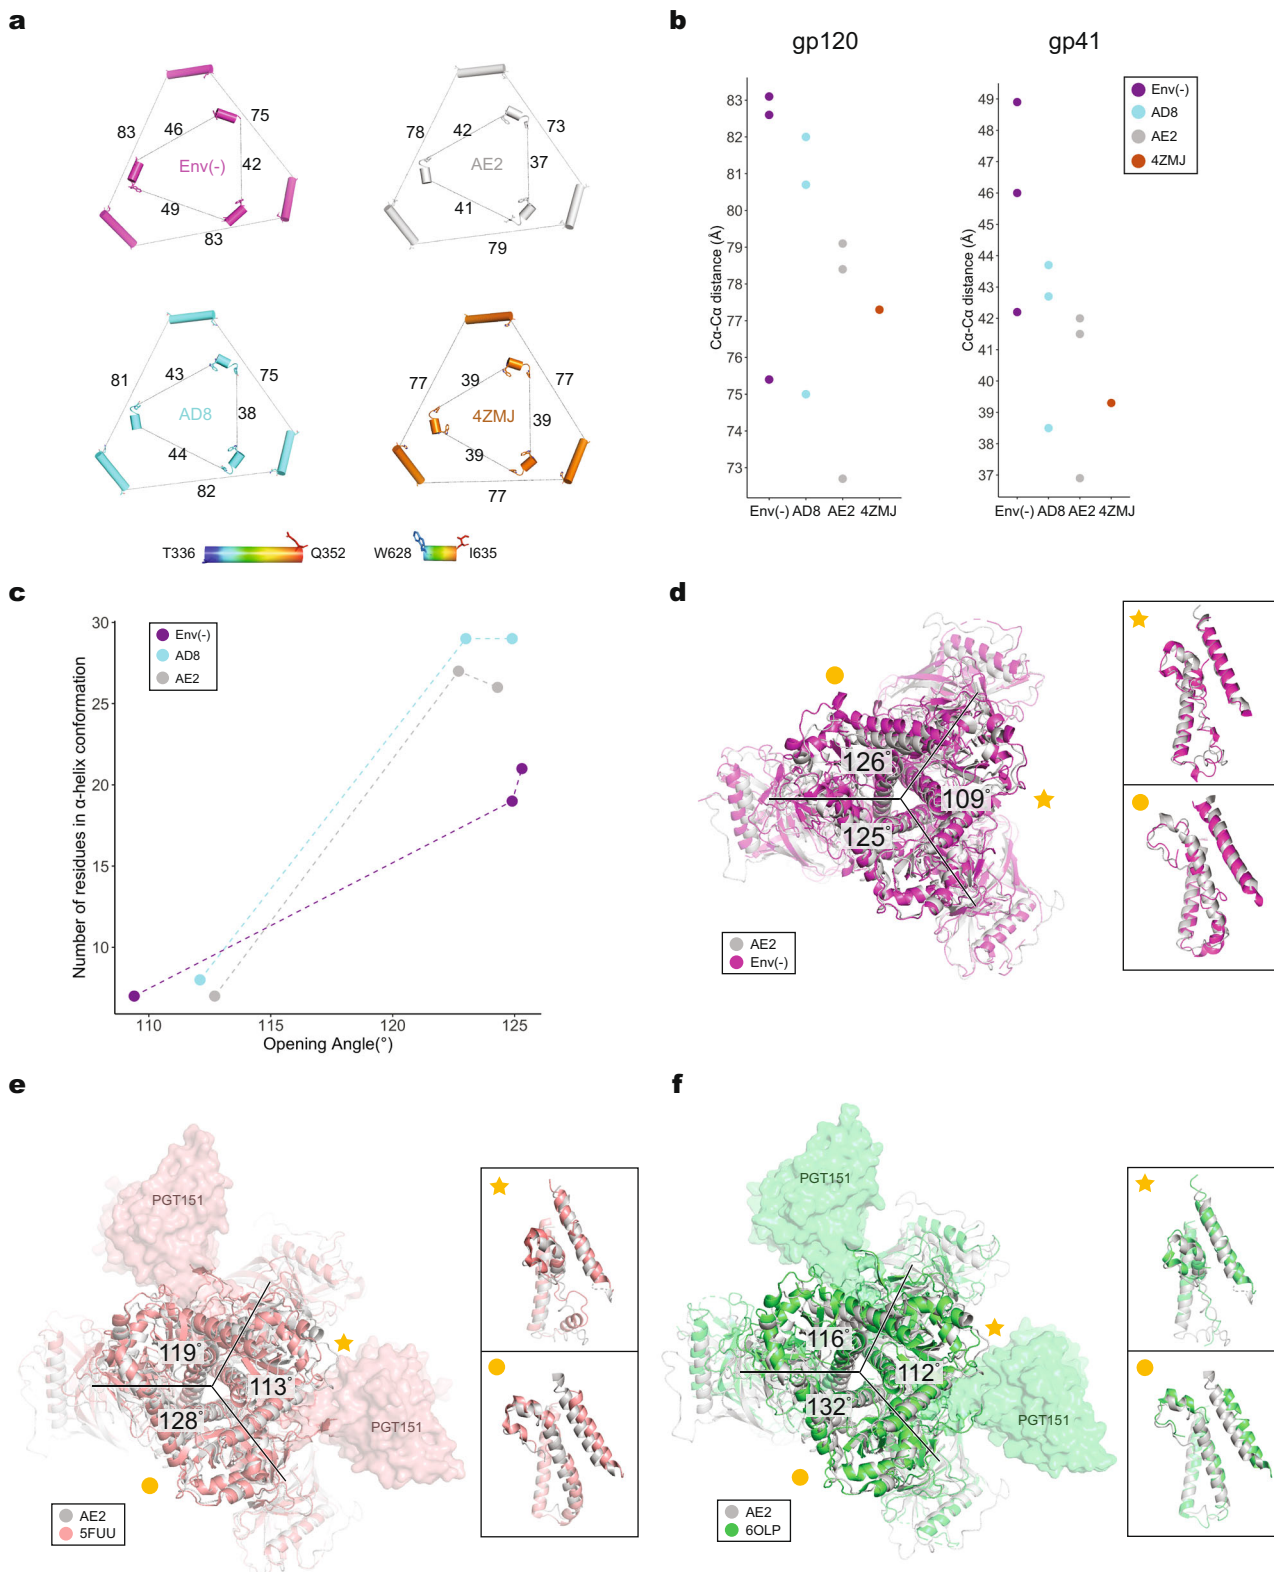 a
83
75
46
42
Env(-)
49
83
78
73
42
37
AE2
41
79
81
75
43
38
AD8
44
82
77
77
39
39
4ZMJ
39
77
T336
Q352
W628
I635
b
gp120
gp41
Cα-Cα distance (Å)
83
82
81
80
79
78
77
76
75
74
73
Env(-) AD8 AE2 4ZMJ
Cα-Cα distance (Å)
49
48
47
46
45
44
43
42
41
40
39
38
37
Env(-) AD8 AE2 4ZMJ
Env(-)
AD8
AE2
4ZMJ
c
Number of residues in α-helix conformation
30
25
20
15
10
110 115 120 125
Opening Angle(°)
Env(-)
AD8
AE2
d
126°
109°
125°
AE2
Env(-)
e
PGT151
119°
113°
128°
PGT151
AE2
5FUU
f
PGT151
116°
112°
132°
PGT151
AE2
6OLP